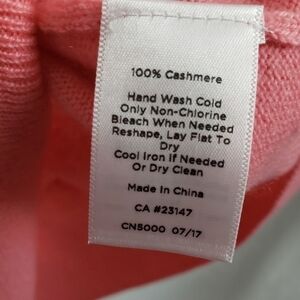 100% Cashmere
Hand Wash Cold
Only Non-Chlorine
Bleach When Needed
Reshape, Lay Flat To
Dry
Cool Iron if Needed
Or Dry Clean
Made In China
CA #23147
CN5000 07/17